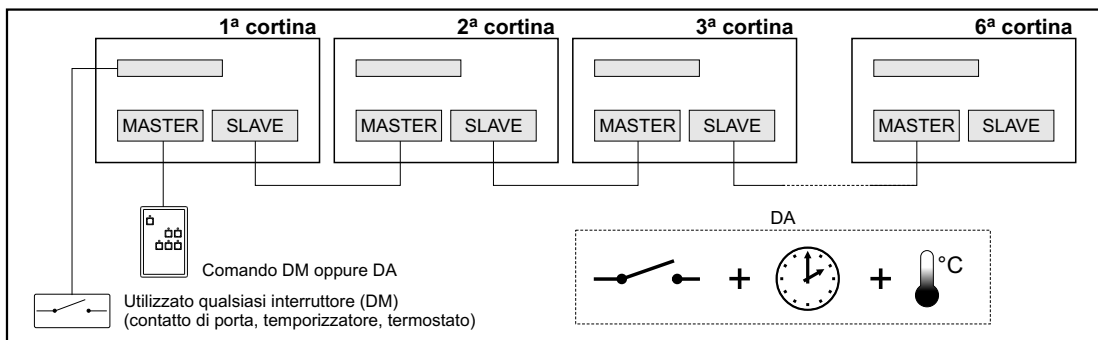 1ª cortina 2ª cortina 3ª cortina 6ª cortina
MASTER SLAVE MASTER SLAVE MASTER SLAVE MASTER SLAVE
DA
°C
Comando DM oppure DA
Utilizzato qualsiasi interruttore (DM)
(contatto di porta, temporizzatore, termostato)